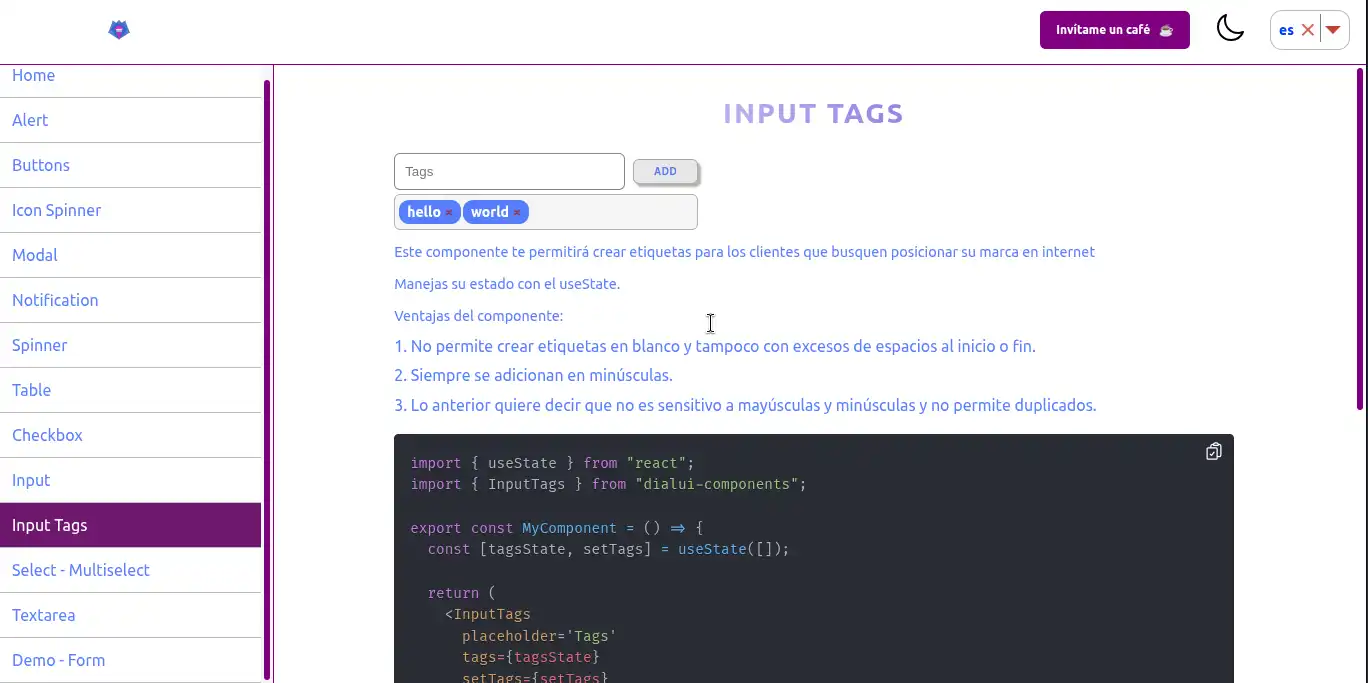 Invítame un café ☕
es
Home
Alert
Buttons
Icon Spinner
Modal
Notification
Spinner
Table
Checkbox
Input
Input Tags
Select - Multiselect
Textarea
Demo - Form
INPUT TAGS
Tags
ADD
hello × world ×
Este componente te permitirá crear etiquetas para los clientes que busquen posicionar su marca en internet
Manejas su estado con el useState.
Ventajas del componente:
1. No permite crear etiquetas en blanco y tampoco con excesos de espacios al inicio o fin.
2. Siempre se adicionan en minúsculas.
3. Lo anterior quiere decir que no es sensitivo a mayúsculas y minúsculas y no permite duplicados.
import { useState } from "react";
import { InputTags } from "dialui-components";
export const MyComponent = () => {
const [tagsState, setTags] = useState([]);
return (
<InputTags
placeholder='Tags'
tags={tagsState}
setTags={setTags}